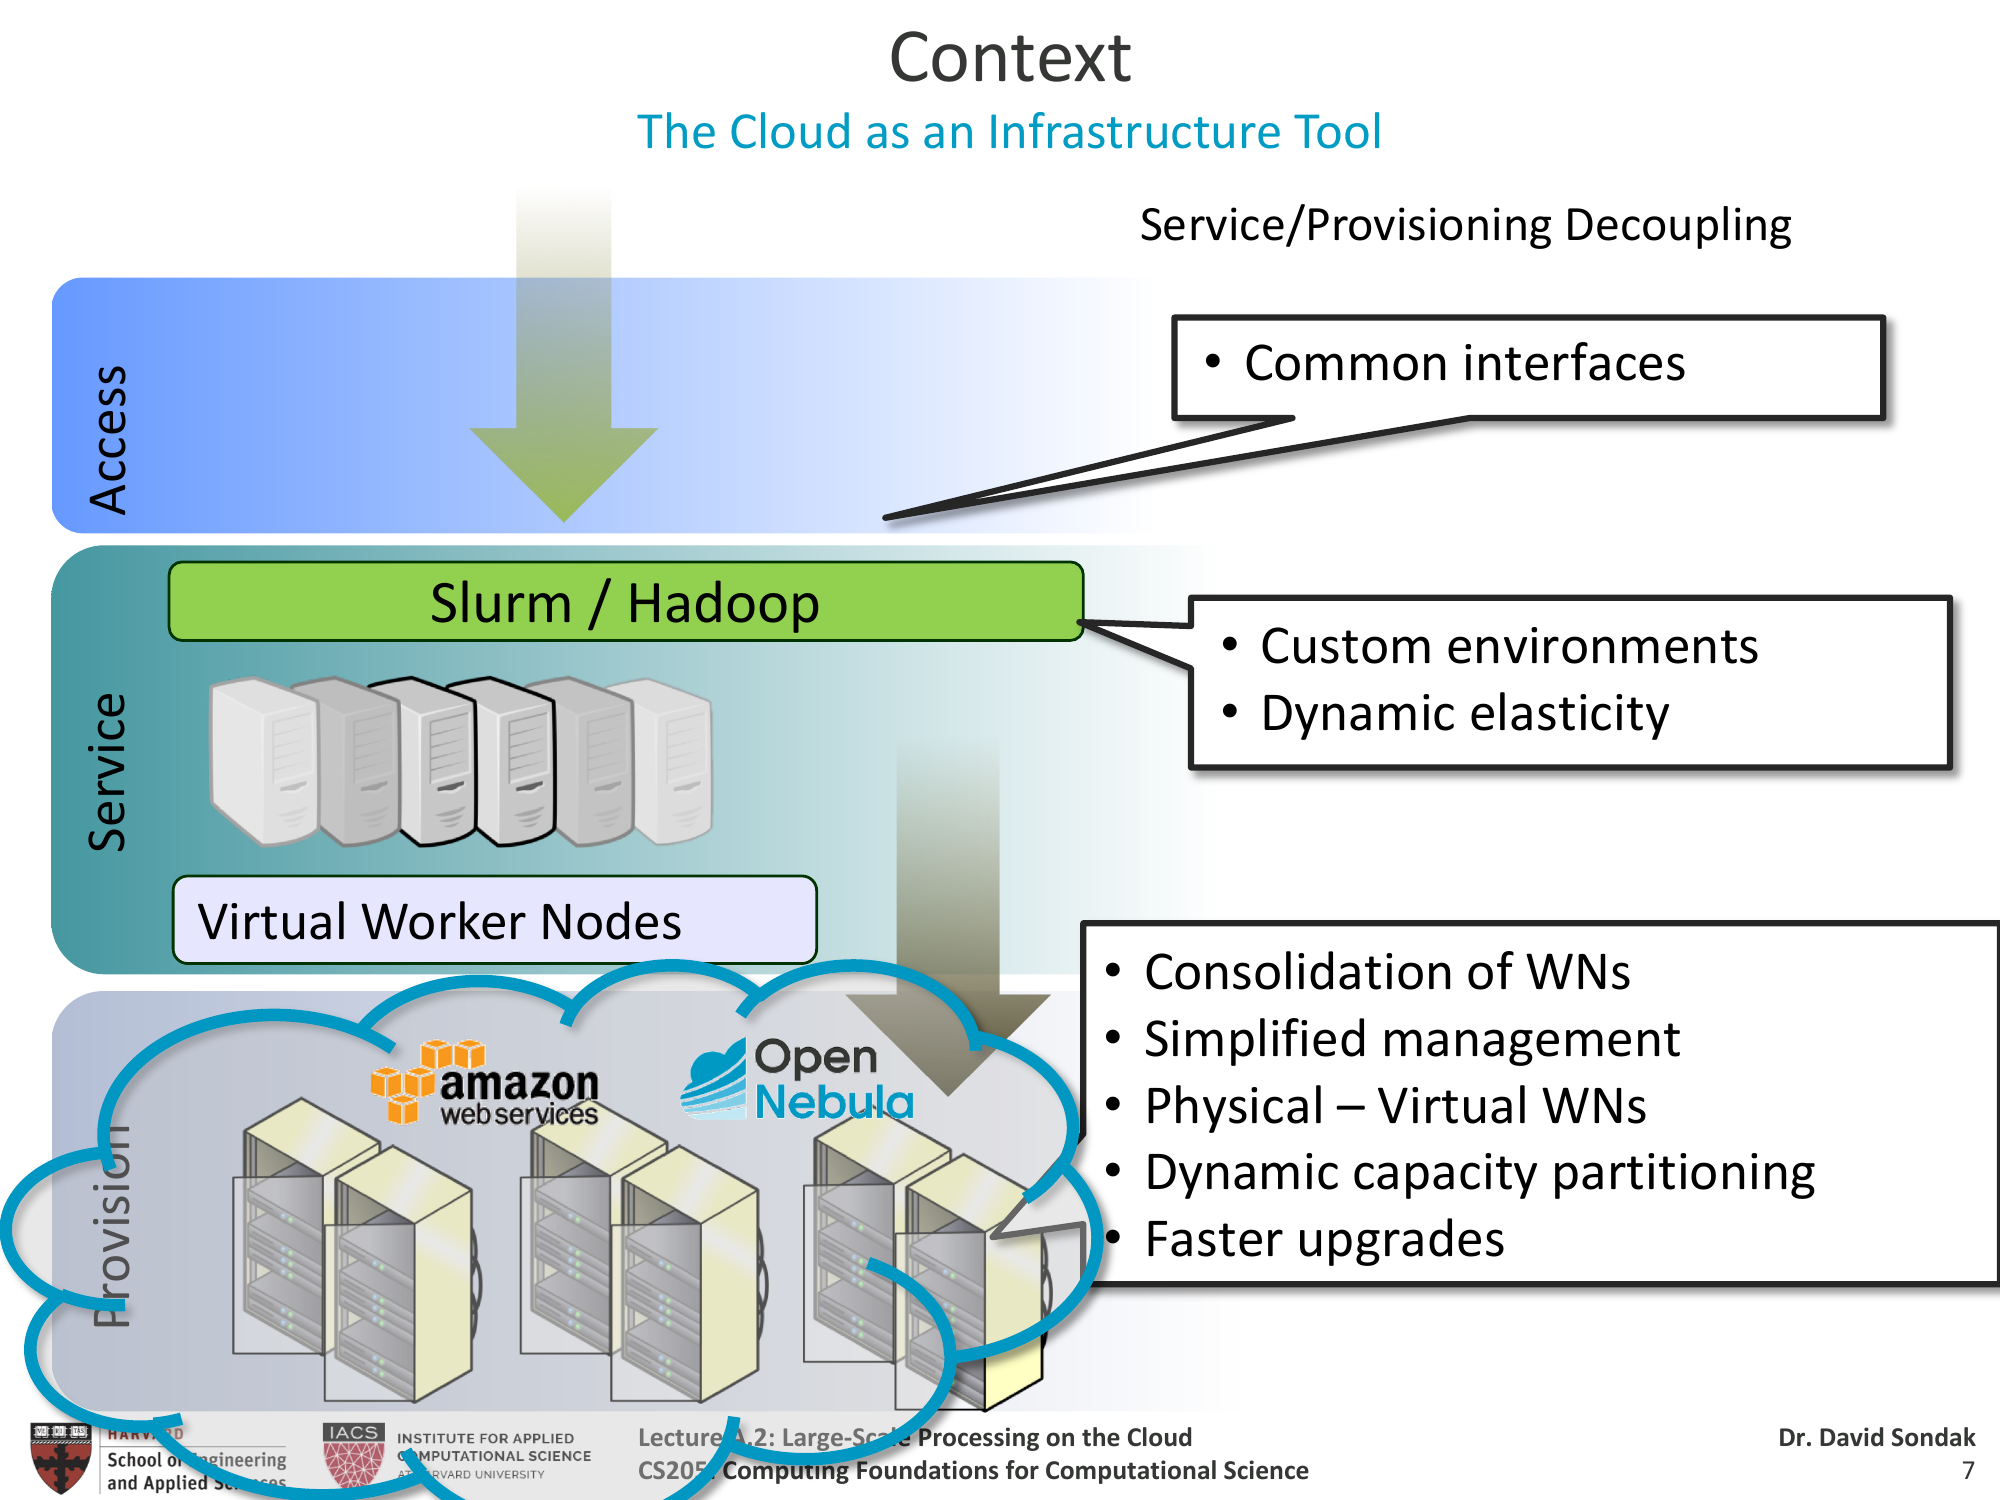 Context
The Cloud as an Infrastructure Tool
Service/Provisioning Decoupling
Access
• Common interfaces
Service
Slurm / Hadoop
• Custom environments
• Dynamic elasticity
Virtual Worker Nodes
Provision
amazon
web services
Open
Nebula
• Consolidation of WNs
• Simplified management
• Physical – Virtual WNs
• Dynamic capacity partitioning
• Faster upgrades
HARVARD
School of Engineering
and Applied Sciences
IACS
INSTITUTE FOR APPLIED
COMPUTATIONAL SCIENCE
AT HARVARD UNIVERSITY
Lecture A.2: Large-Scale Processing on the Cloud
CS205: Computing Foundations for Computational Science
Dr. David Sondak
7